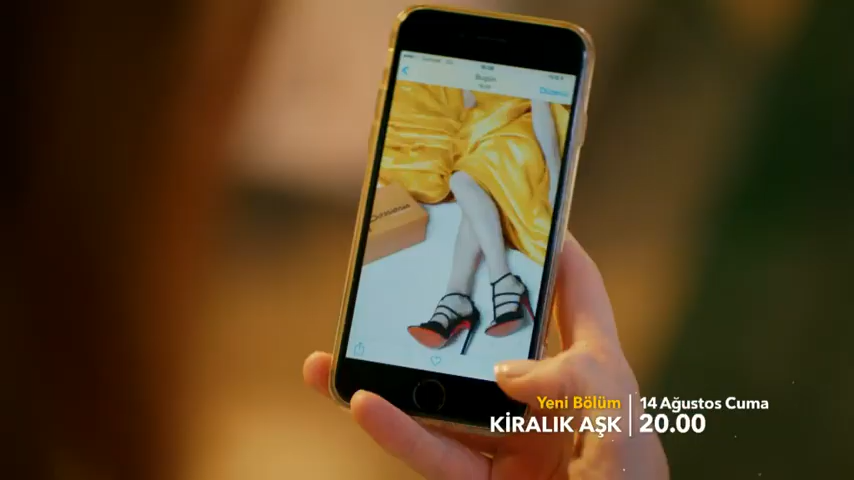 Bugün
Düzenle
Yeni Bölüm
KİRALIK AŞK
14 Ağustos Cuma
20.00